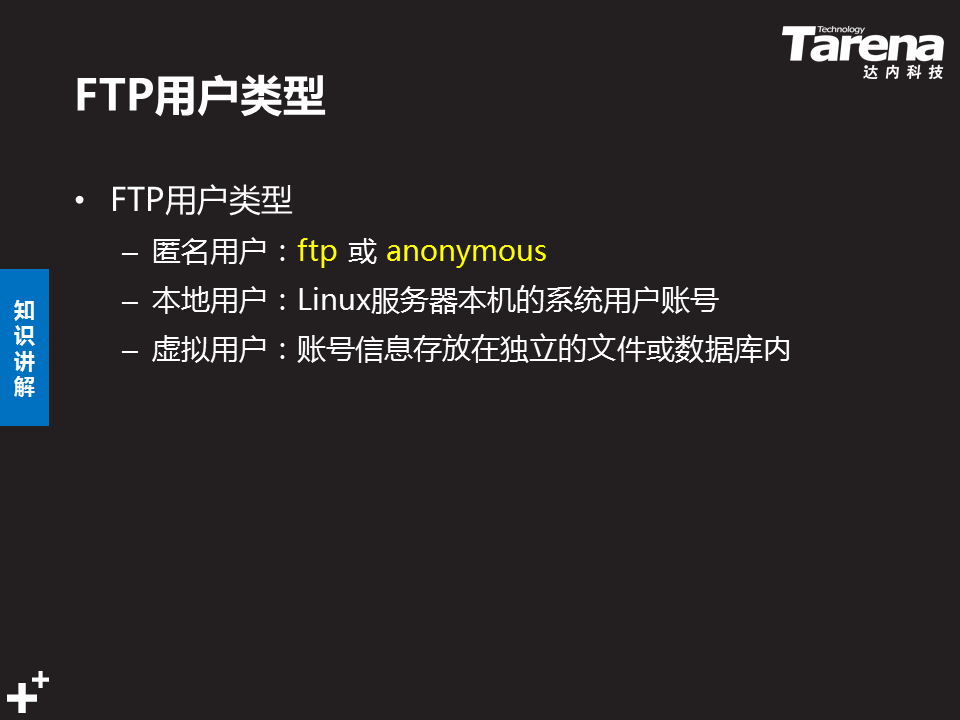 Technology
Tarena
达内科技
FTP用户类型
• FTP用户类型
– 匿名用户：ftp 或 anonymous
– 本地用户：Linux服务器本机的系统用户账号
– 虚拟用户：账号信息存放在独立的文件或数据库内
知
识
讲
解